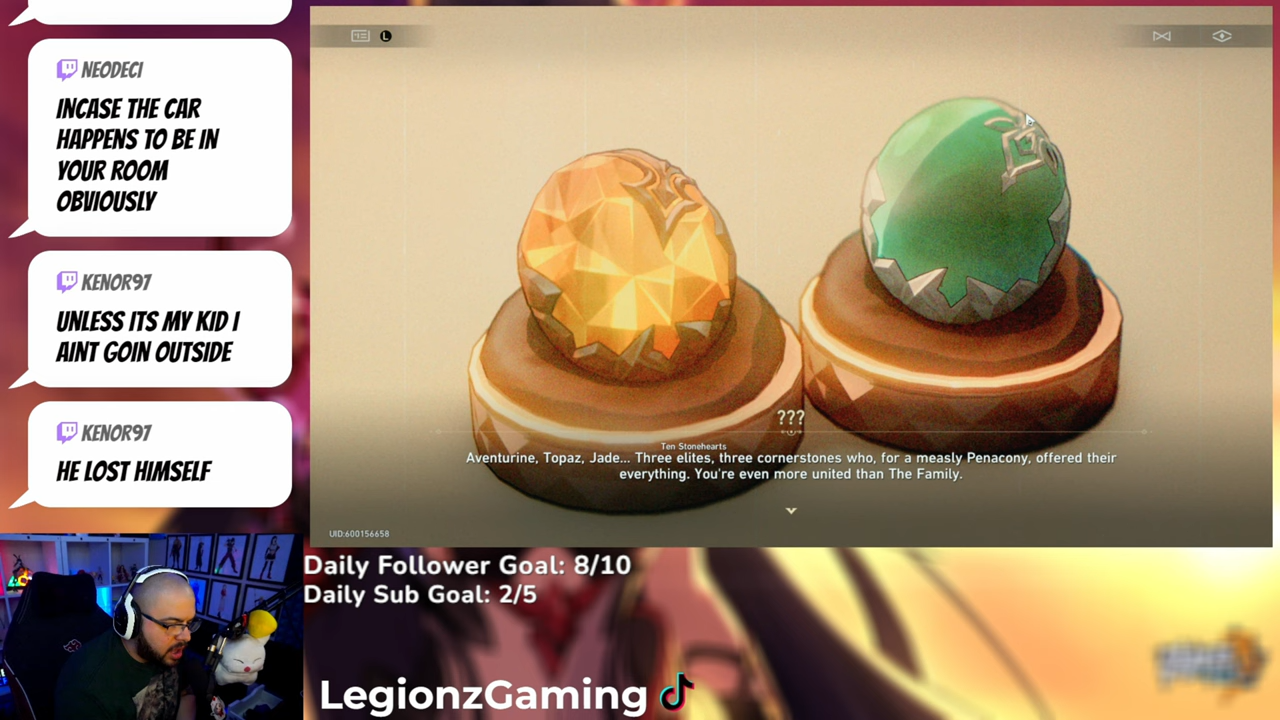 NEODECI
INCASE THE CAR
HAPPENS TO BE IN
YOUR ROOM
OBVIOUSLY
KENOR97
UNLESS ITS MY KID I
AINT GOIN OUTSIDE
KENOR97
HE LOST HIMSELF
L
???
Ten Stonehearts
Aventurine, Topaz, Jade... Three elites, three cornerstones who, for a measly Penacony, offered their
everything. You're even more united than The Family.
UID:600156658
Daily Follower Goal: 8/10
Daily Sub Goal: 2/5
LegionzGaming